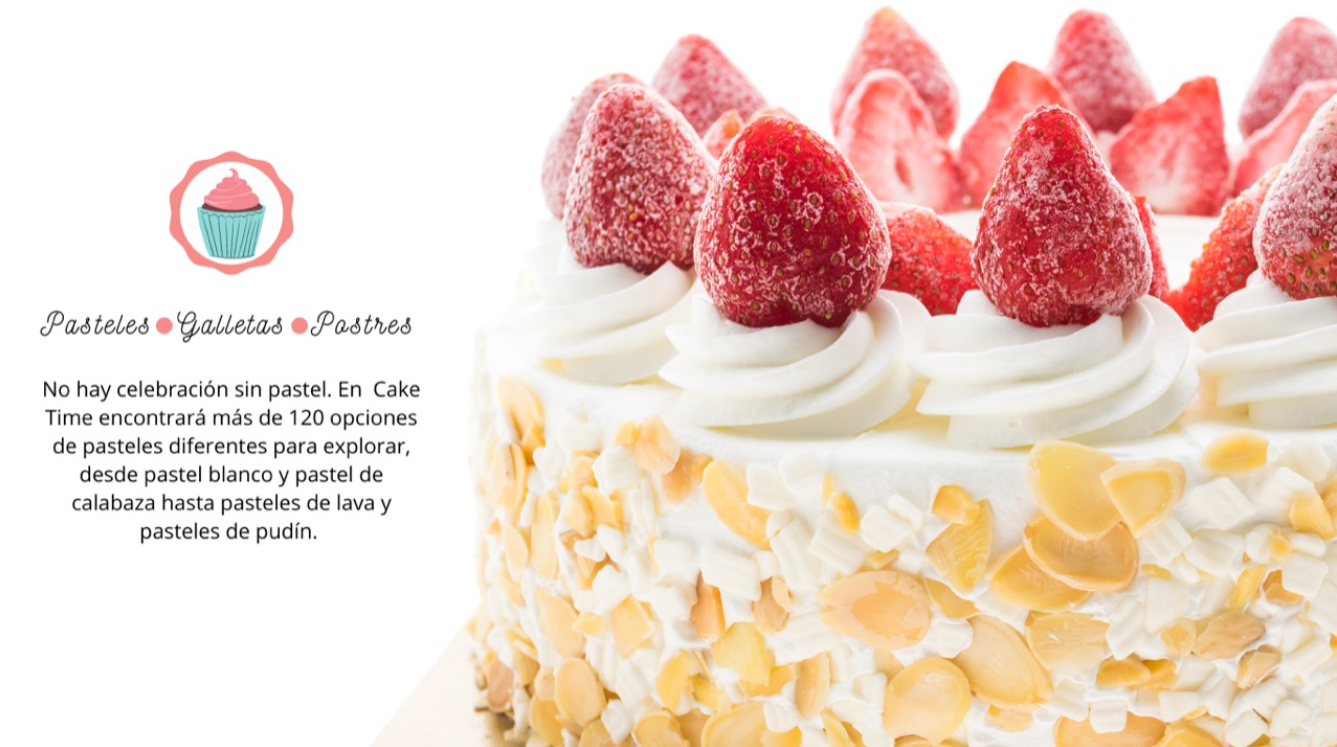 Pasteles Galletas Postres
No hay celebración sin pastel. En Cake
Time encontrará más de 120 opciones
de pasteles diferentes para explorar,
desde pastel blanco y pastel de
calabaza hasta pasteles de lava y
pasteles de pudín.